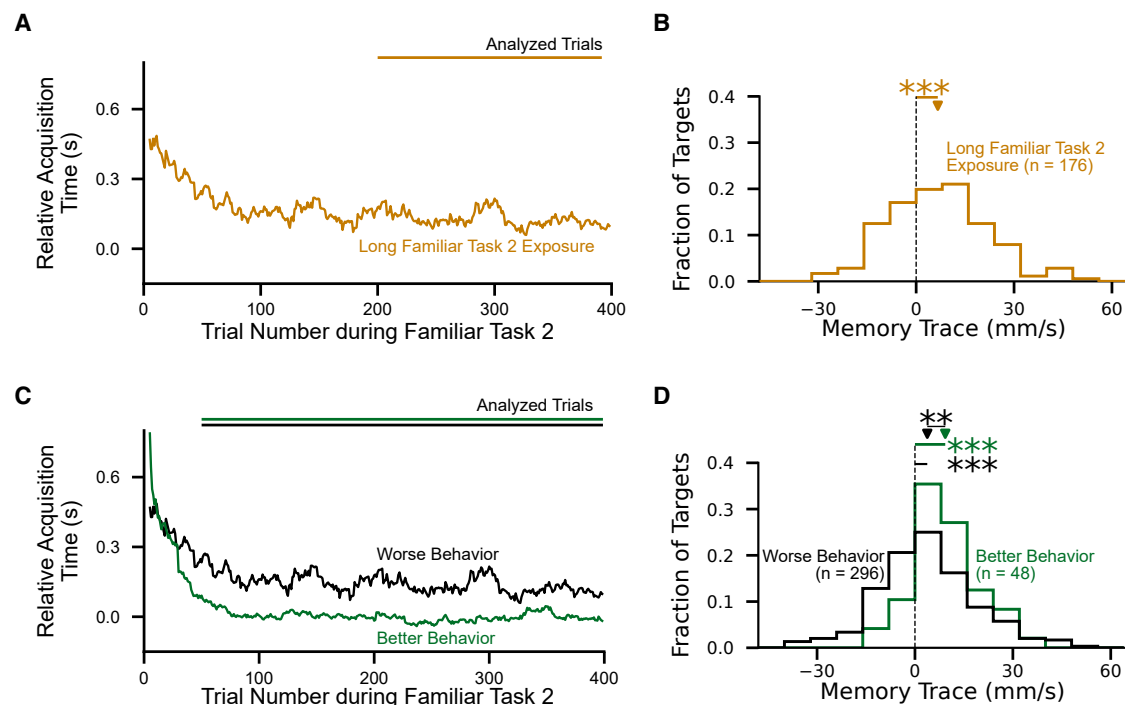 A
Analyzed Trials
Relative Acquisition
Time (s)
0.6
0.3
0.0
Long Familiar Task 2 Exposure
0
100
200
300
400
Trial Number during Familiar Task 2
B
***
Fraction of Targets
0.4
0.3
0.2
0.1
0.0
Long Familiar Task 2
Exposure (n = 176)
−30
0
30
60
Memory Trace (mm/s)
C
Analyzed Trials
Relative Acquisition
Time (s)
0.6
0.3
0.0
Worse Behavior
Better Behavior
0
100
200
300
400
Trial Number during Familiar Task 2
D
**
***
***
Fraction of Targets
0.4
0.3
0.2
0.1
0.0
Worse Behavior
(n = 296)
Better Behavior
(n = 48)
−30
0
30
60
Memory Trace (mm/s)